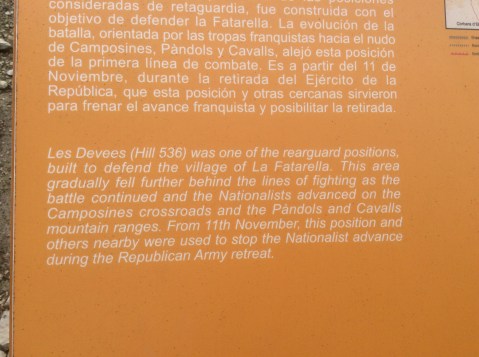 consideradas de retaguardia, fue construida con el
objetivo de defender la Fatarella. La evolución de la
batalla, orientada por las tropas franquistas hacia el nudo
de Camposines, Pàndols y Cavalls, alejó esta posición
de la primera línea de combate. Es a partir del 11 de
Noviembre, durante la retirada del Ejército de la
República, que esta posición y otras cercanas sirvieron
para frenar el avance franquista y posibilitar la retirada.
Les Devees (Hill 536) was one of the rearguard positions,
built to defend the village of La Fatarella. This area
gradually fell further behind the lines of fighting as the
battle continued and the Nationalists advanced on the
Camposines crossroads and the Pàndols and Cavalls
mountain ranges. From 11th November, this position and
others nearby were used to stop the Nationalist advance
during the Republican Army retreat.